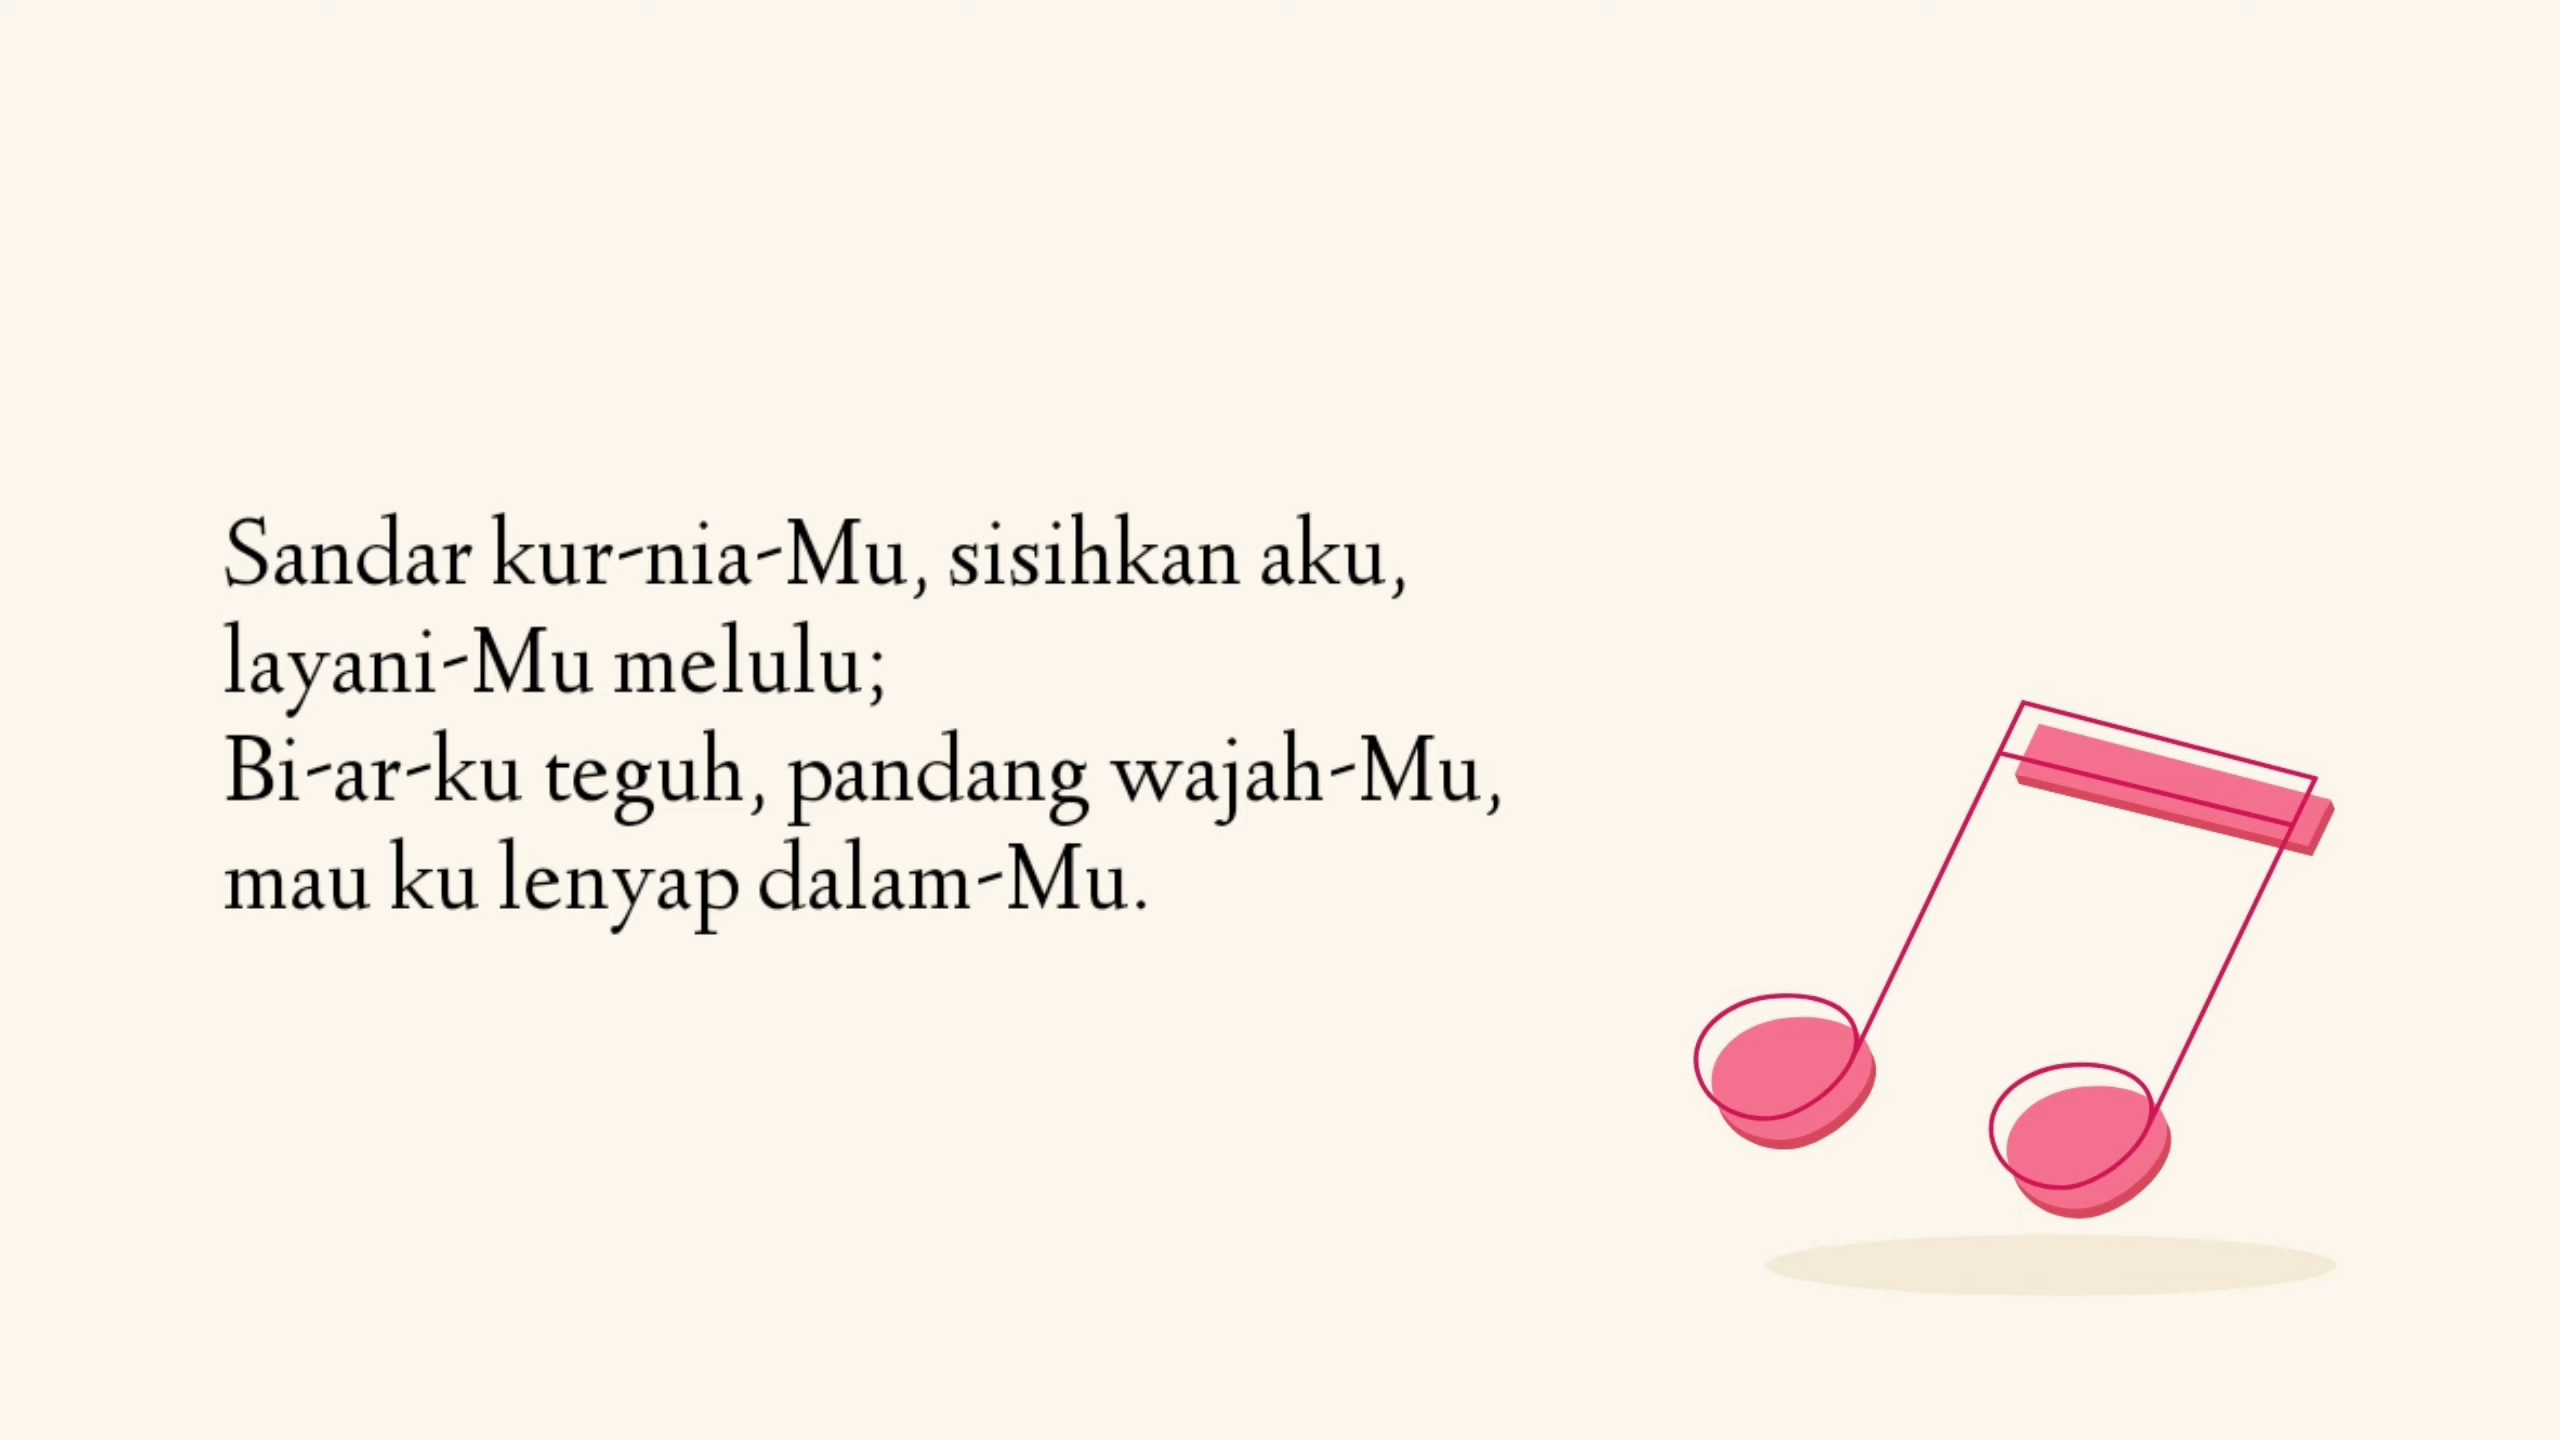 Sandar kur-nia-Mu, sisihkan aku,
layani-Mu melulu;
Bi-ar-ku teguh, pandang wajah-Mu,
mau ku lenyap dalam-Mu.